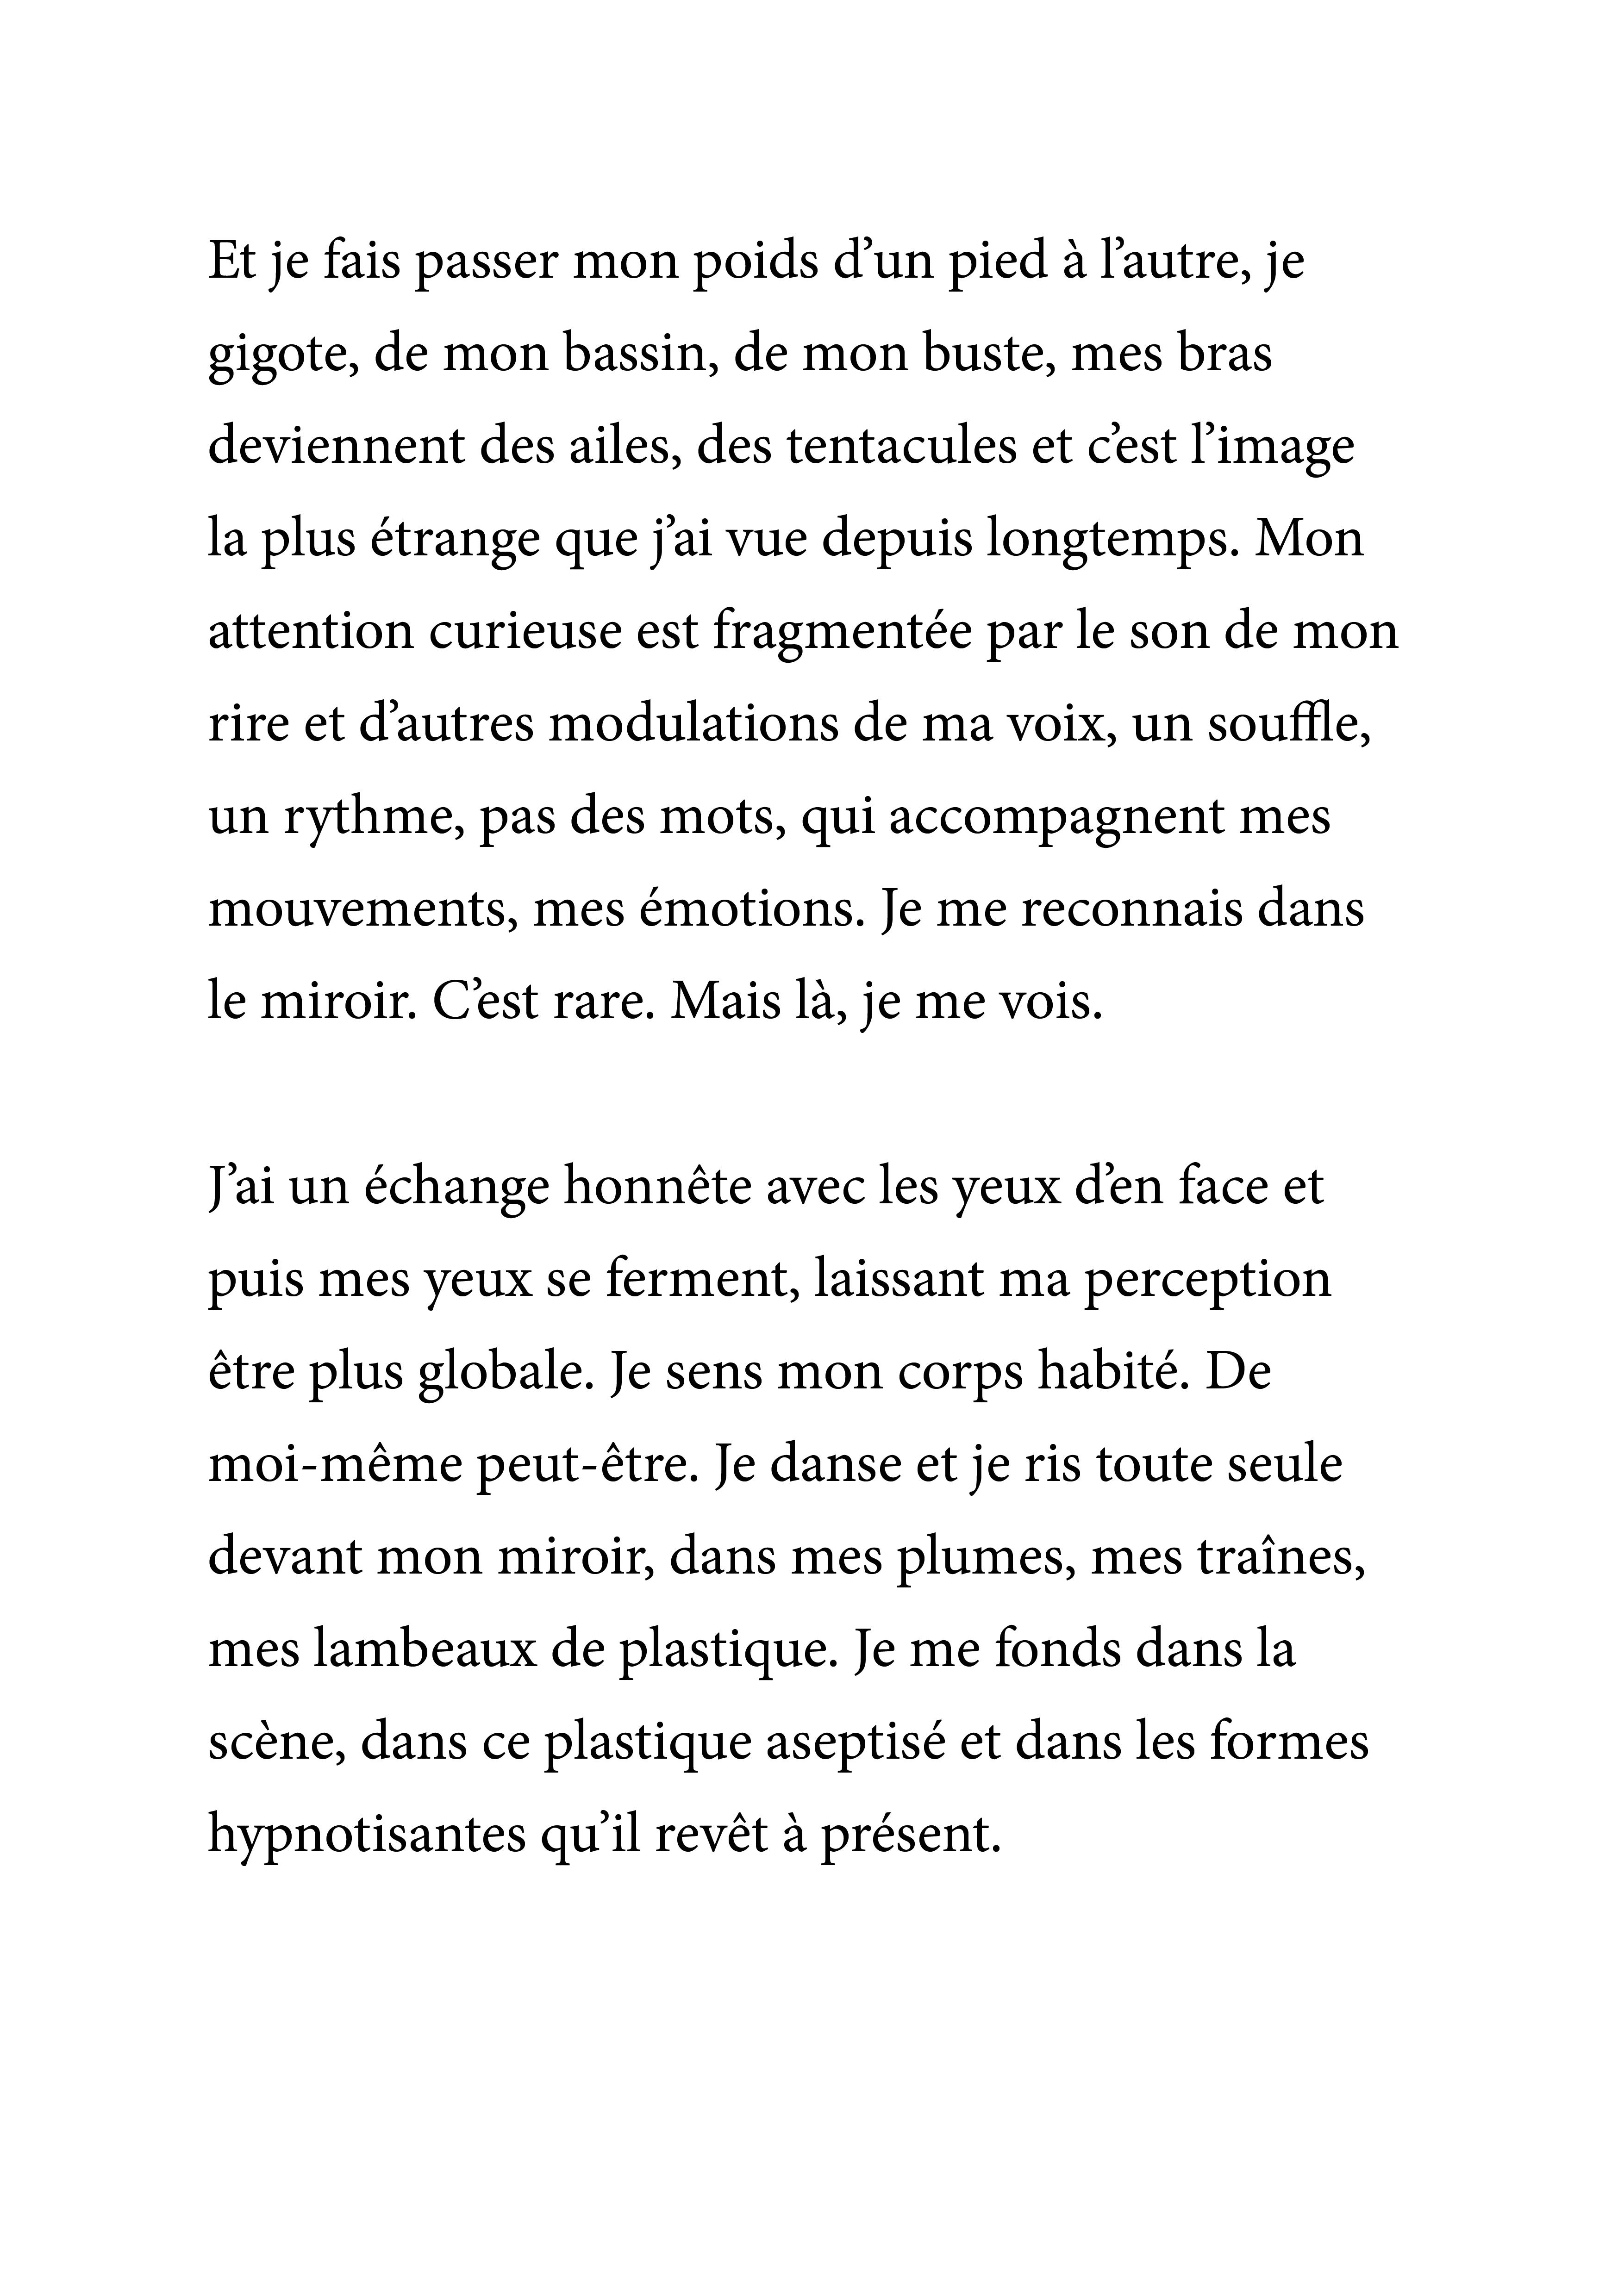 Et je fais passer mon poids d’un pied à l’autre, je
gigote, de mon bassin, de mon buste, mes bras
deviennent des ailes, des tentacules et c’est l’image
la plus étrange que j’ai vue depuis longtemps. Mon
attention curieuse est fragmentée par le son de mon
rire et d’autres modulations de ma voix, un souffle,
un rythme, pas des mots, qui accompagnent mes
mouvements, mes émotions. Je me reconnais dans
le miroir. C’est rare. Mais là, je me vois.

J’ai un échange honnête avec les yeux d’en face et
puis mes yeux se ferment, laissant ma perception
être plus globale. Je sens mon corps habité. De
moi-même peut-être. Je danse et je ris toute seule
devant mon miroir, dans mes plumes, mes traînes,
mes lambeaux de plastique. Je me fonds dans la
scène, dans ce plastique aseptisé et dans les formes
hypnotisantes qu’il revêt à présent.